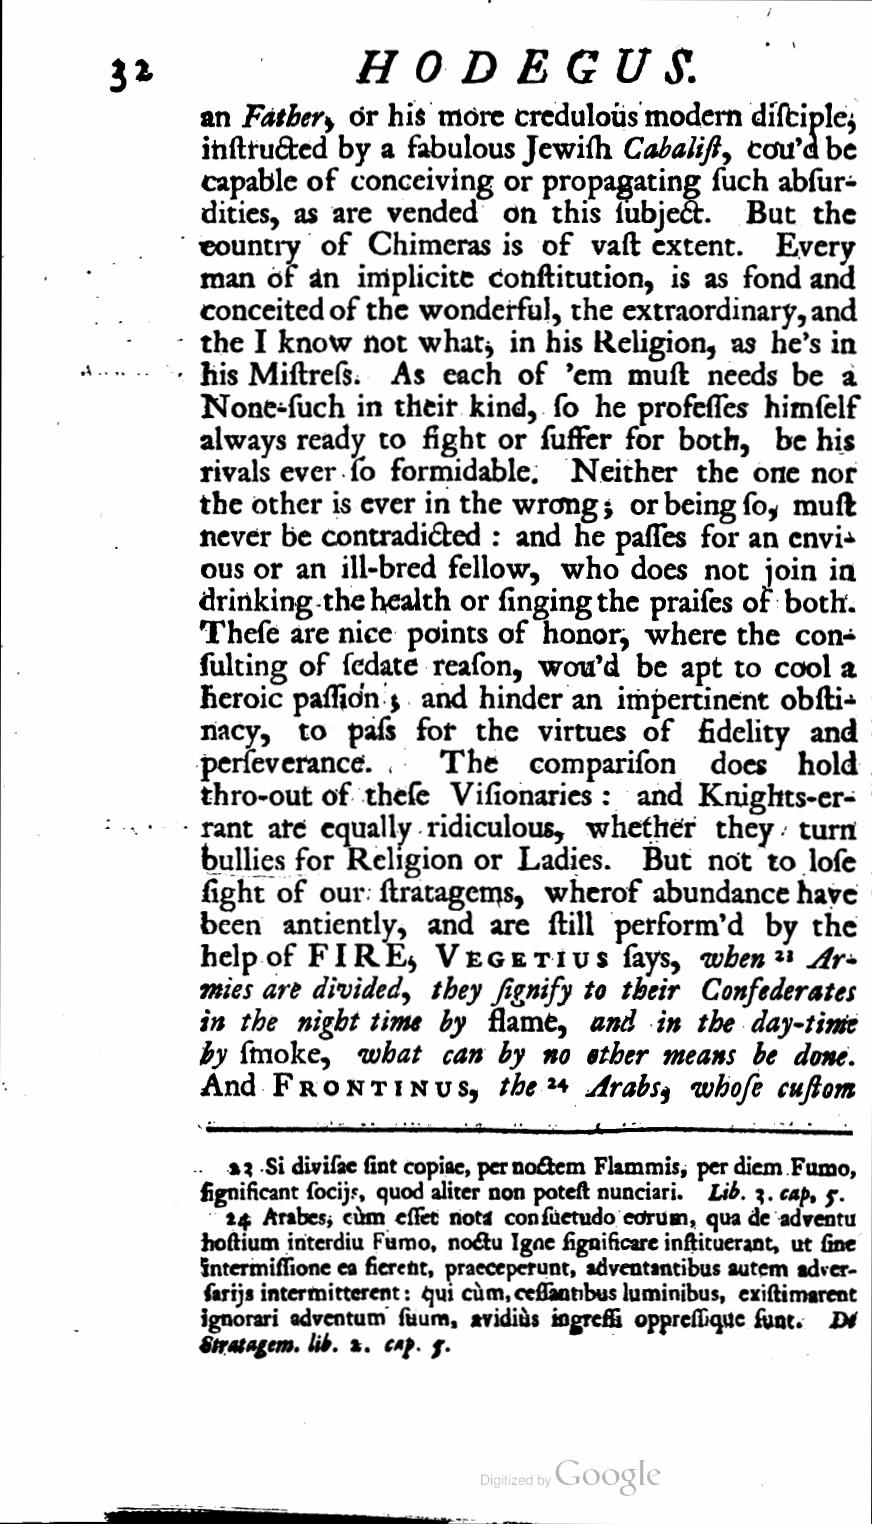 32 HODEGUS.
an Father, or his more credulous modern diſciple,
inſtructed by a fabulous Jewiſh Cabaliſt, cou'd be
capable of conceiving or propagating ſuch abſur-
dities, as are vended on this ſubject. But the
country of Chimeras is of vaſt extent. Every
man of an implicite conſtitution, is as fond and
conceited of the wonderful, the extraordinary, and
the I know not what, in his Religion, as he's in
his Miſtreſs. As each of 'em muſt needs be a
None-ſuch in their kind, ſo he profeſſes himſelf
always ready to fight or ſuffer for both, be his
rivals ever ſo formidable. Neither the one nor
the other is ever in the wrong; or being ſo, muſt
never be contradicted : and he paſſes for an envi-
ous or an ill-bred fellow, who does not join in
drinking the health or ſinging the praiſes of both.
Theſe are nice points of honor, where the con-
ſulting of ſedate reaſon, wou'd be apt to cool a
heroic paſſion ; and hinder an impertinent obſti-
nacy, to paſs for the virtues of fidelity and
perſeverance. The compariſon does hold
thro-out of theſe Viſionaries : and Knights-er-
rant are equally ridiculous, whether they turn
bullies for Religion or Ladies. But not to loſe
ſight of our ſtratagems, wherof abundance have
been antiently, and are ſtill perform'd by the
help of FIRE, VEGETIUS ſays, when 23 Ar-
mies are divided, they ſignify to their Confederates
in the night time by flame, and in the day-time
by ſmoke, what can by no other means be done.
And FRONTINUS, the 24 Arabs, whoſe cuſtom
23 Si diviſae ſint copiae, per noctem Flammis, per diem Fumo,
ſignificant ſocijs, quod aliter non poteſt nunciari. Lib. 3. cap. 5.
24 Arabes, cùm eſſet nota conſuetudo eorum, qua de adventu
hoſtium interdiu Fumo, noctu Igne ſignificare inſtituerant, ut ſine
intermiſſione ea fierent, praeceperunt, adventantibus autem adver-
ſarijs intermitterent : qui cùm, ceſſantibus luminibus, exiſtimarent
ignorari adventum ſuum, avidiùs ingreſſi oppreſſique ſunt. De
Stratagem. lib. 2. cap. 5.
Digitized by Google